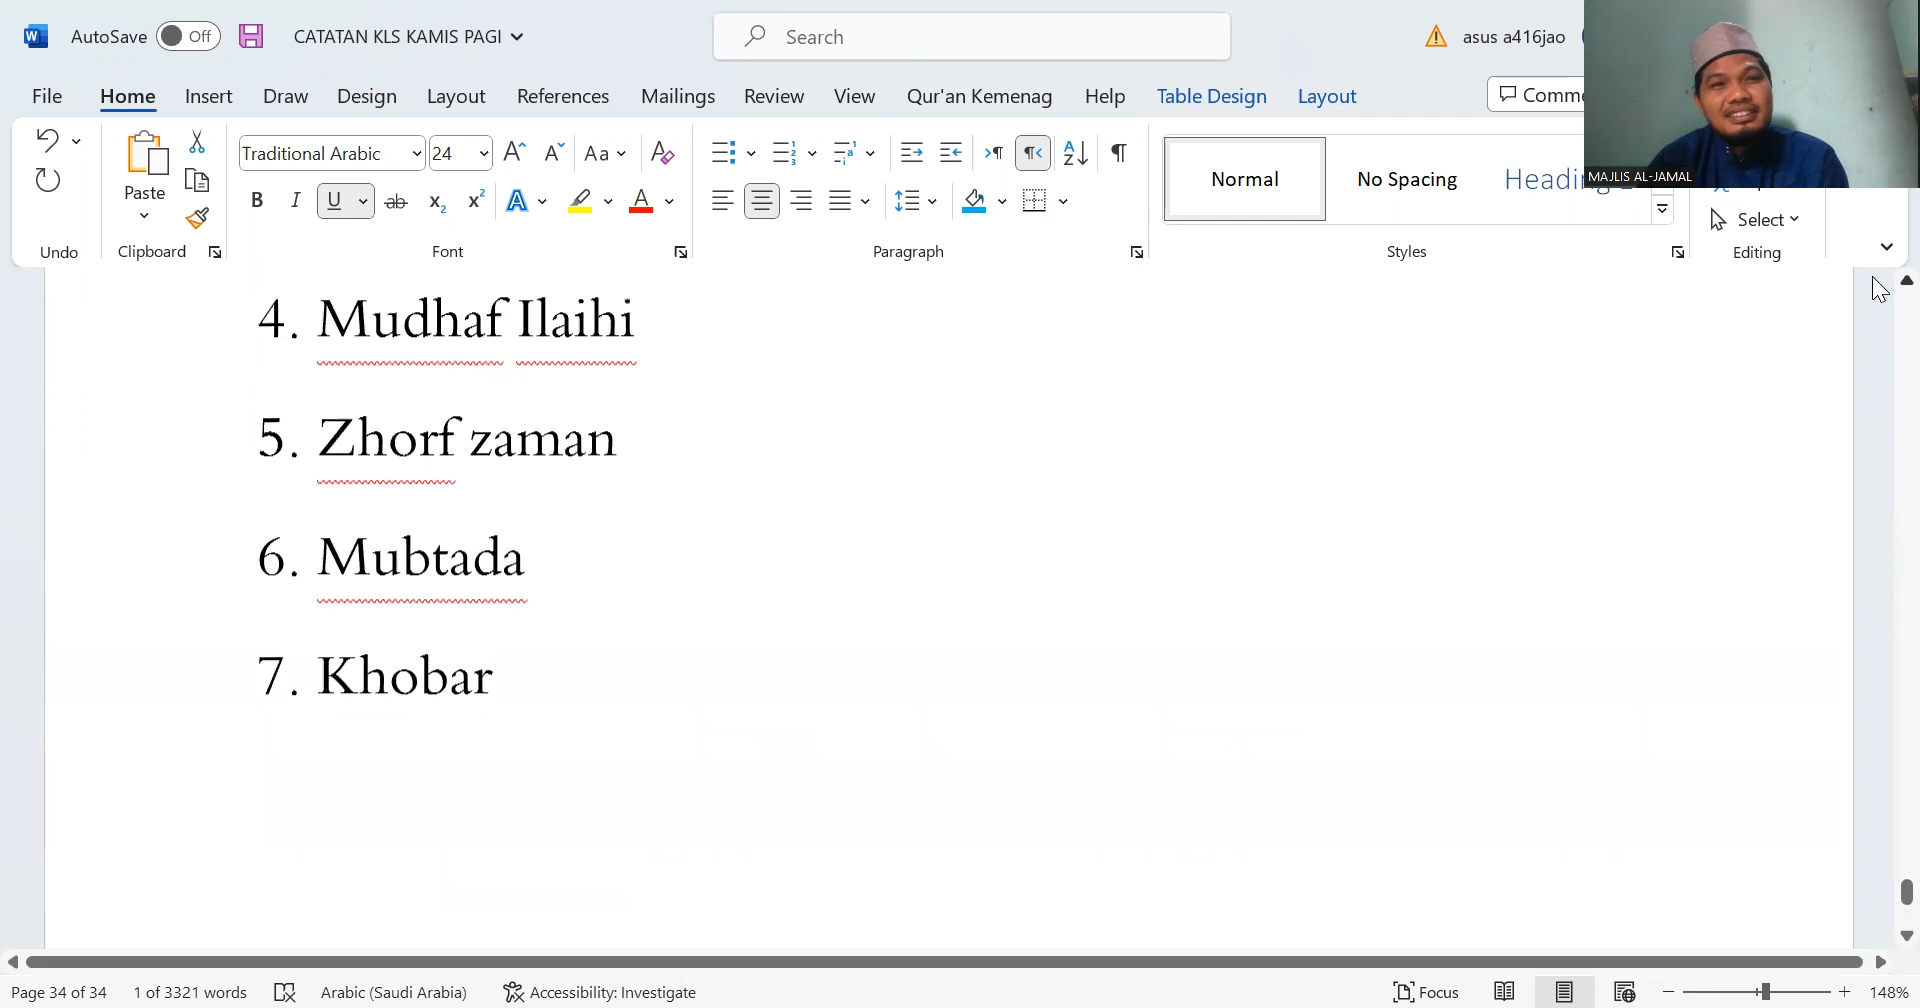 AutoSave Off CATATAN KLS KAMIS PAGI Search asus a416jao
File Home Insert Draw Design Layout References Mailings Review View Qur'an Kemenag Help Table Design Layout
MAJLIS AL-JAMAL
Paste
Traditional Arabic 24
Normal No Spacing
Select
Undo Clipboard Font Paragraph Styles Editing
4. Mudhaf Ilaihi
5. Zhorf zaman
6. Mubtada
7. Khobar
Page 34 of 34 1 of 3321 words Arabic (Saudi Arabia) Accessibility: Investigate Focus 148%